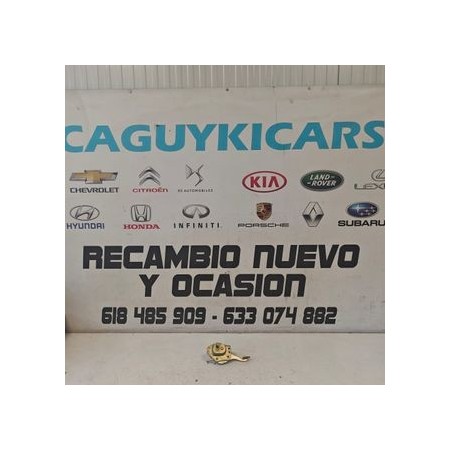 CAGUYKICARS
CHEVROLET CITROËN DS AUTOMOBILES KIA LAND-ROVER LEXU
HYUNDAI HONDA INFINITI PORSCHE SUBARU
RECAMBIO NUEVO
Y OCASION
618 485 909 - 633 074 882